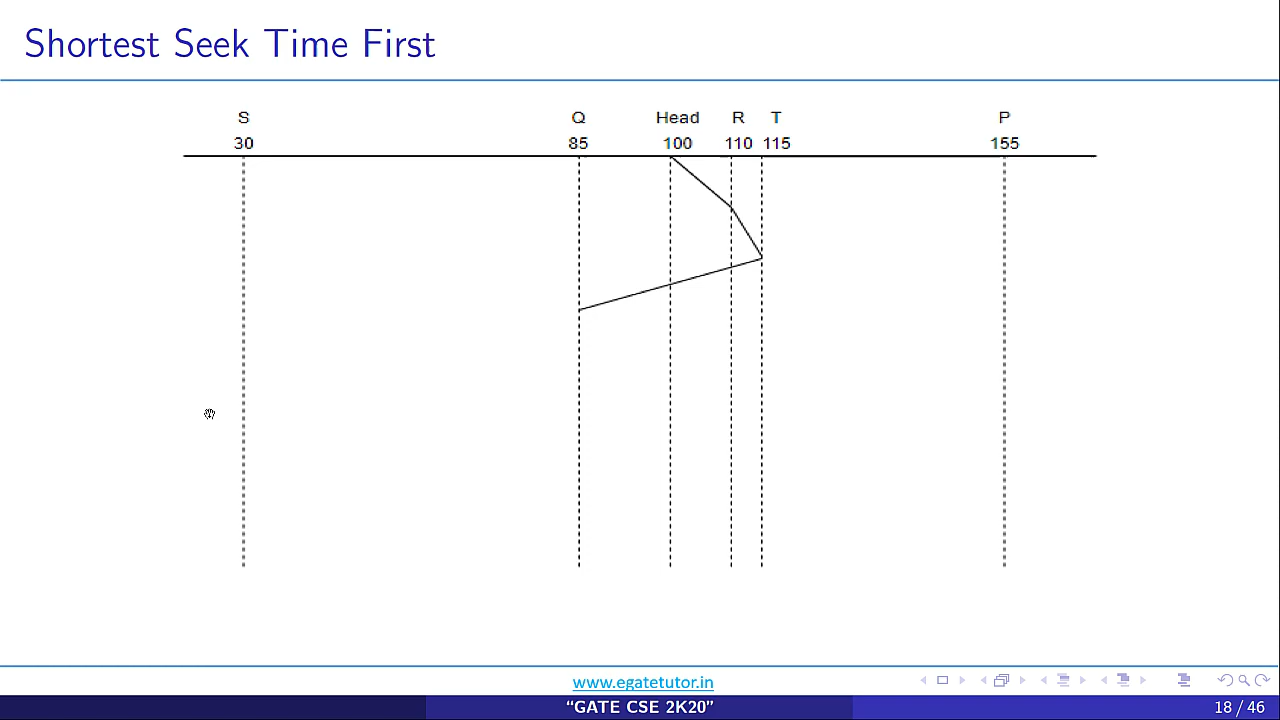 Shortest Seek Time First
S Q Head R T P
30 85 100 110 115 155
www.egatetutor.in
“GATE CSE 2K20” 18 / 46